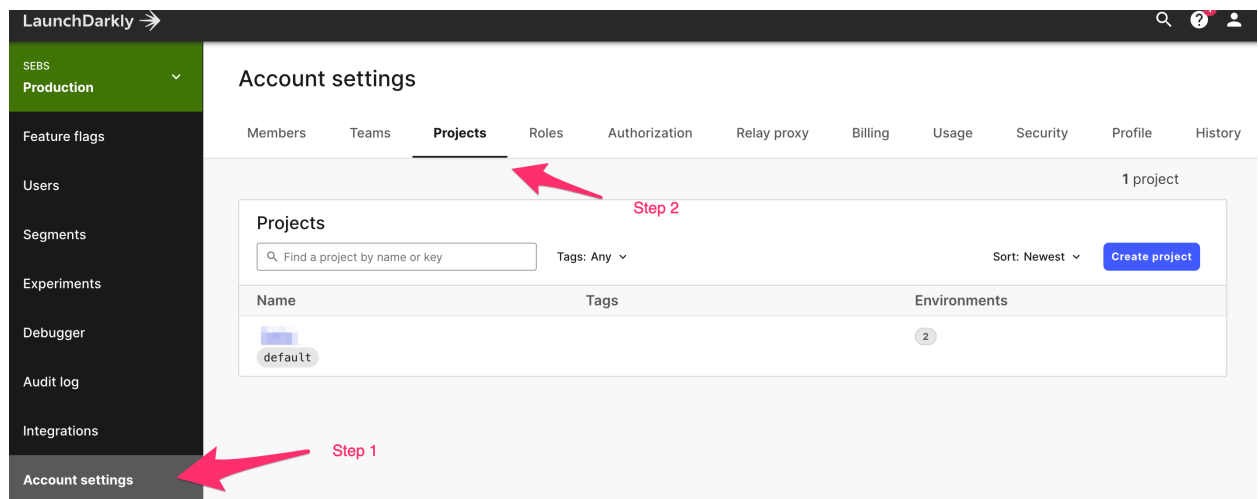 LaunchDarkly
SEBS
Production
Feature flags
Users
Segments
Experiments
Debugger
Audit log
Integrations
Account settings
Account settings
Members Teams Projects Roles Authorization Relay proxy Billing Usage Security Profile History
1 project
Step 2
Projects
Find a project by name or key Tags: Any Sort: Newest Create project
Name Tags Environments
2
default
Step 1